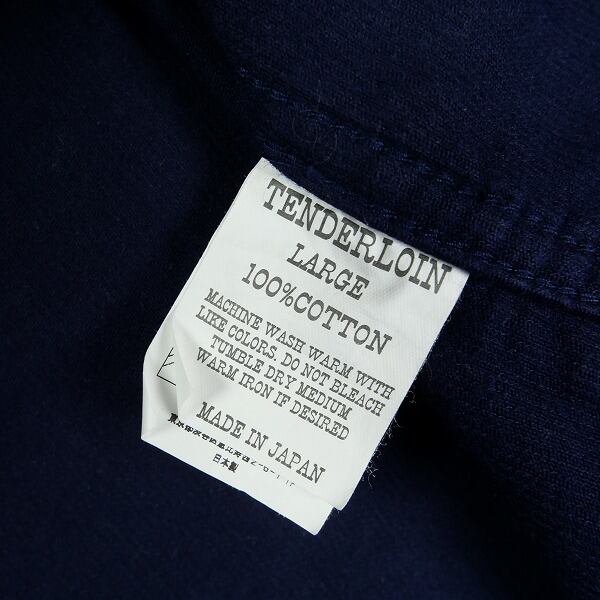 TENDERLOIN
LARGE
100%COTTON
MACHINE WASH WARM WITH
LIKE COLORS. DO NOT BLEACH
TUMBLE DRY MEDIUM
WARM IRON IF DESIRED
MADE IN JAPAN
日本製